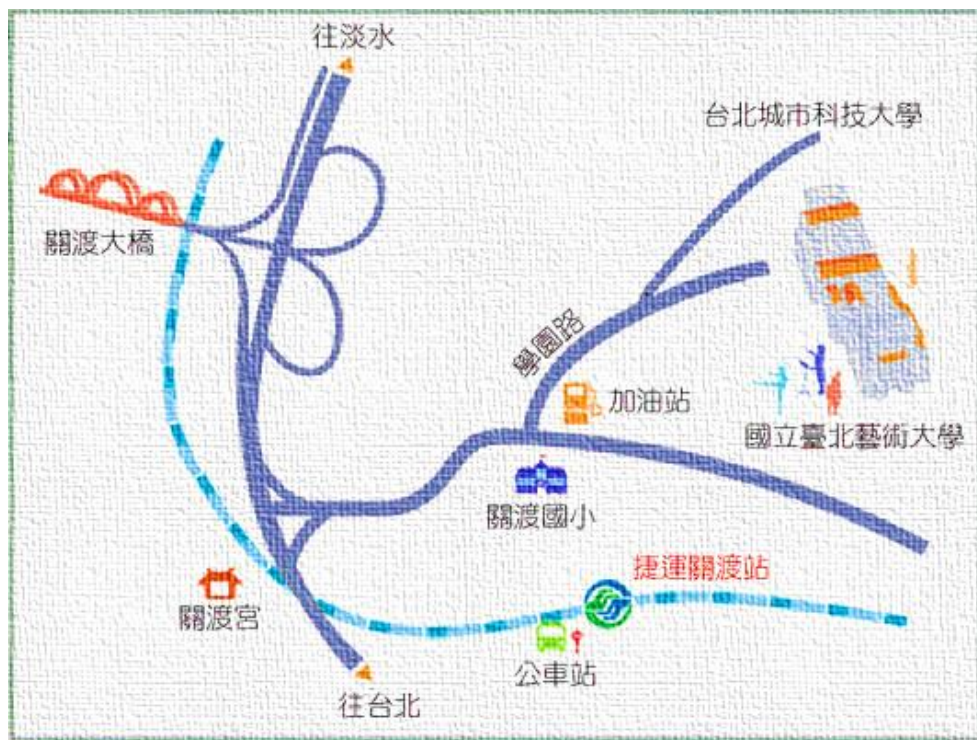 往淡水
台北城市科技大學
關渡大橋
學園路
加油站
國立臺北藝術大學
關渡國小
捷運關渡站
關渡宮
公車站
往台北